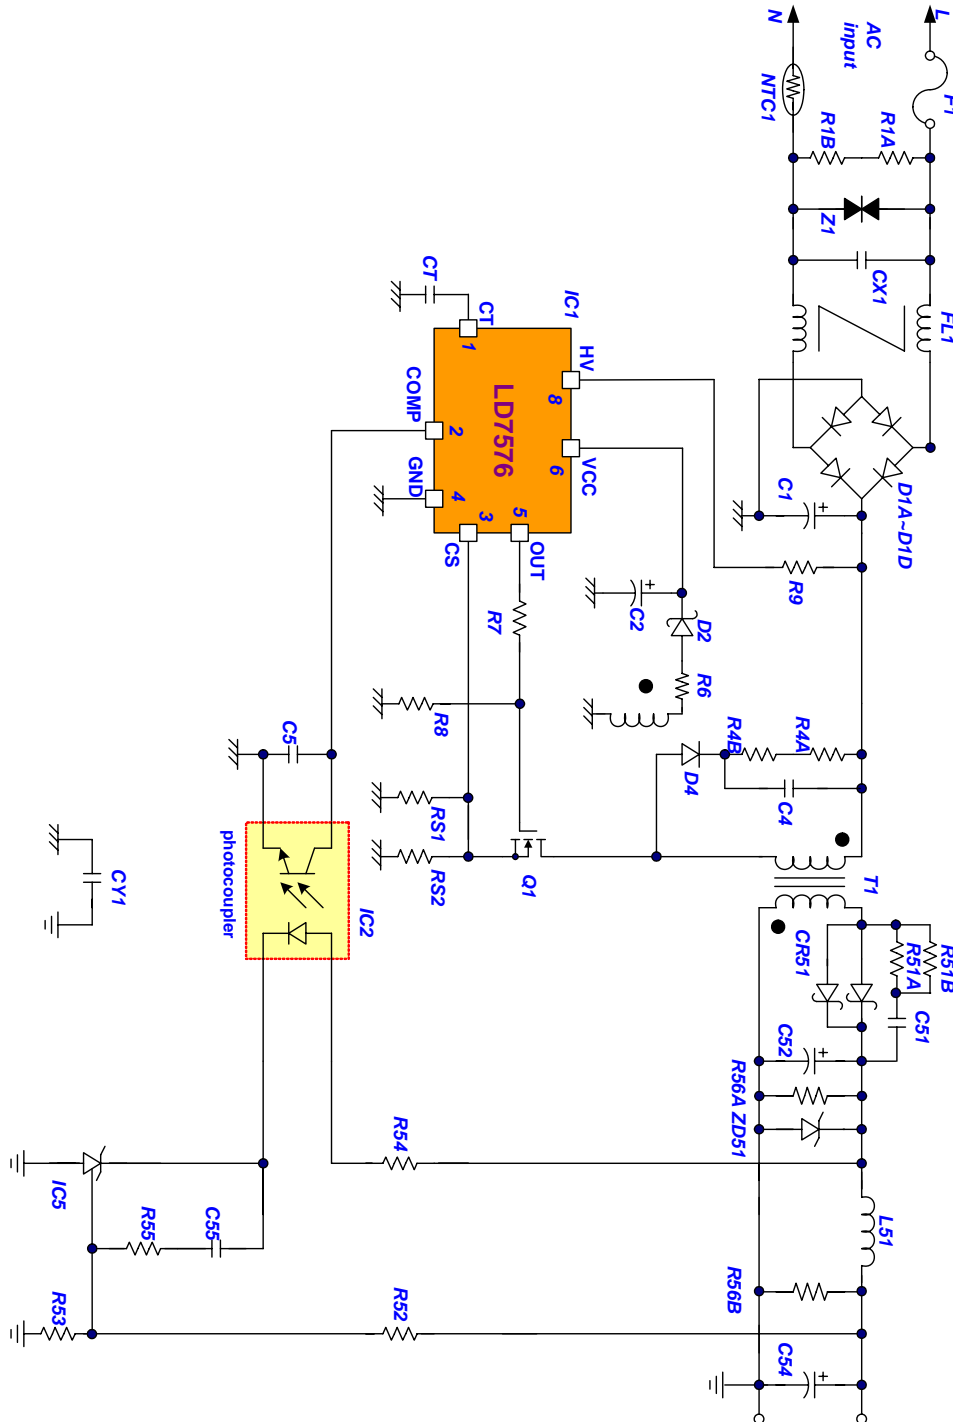 L
N
AC
input
F1
NTC1
R1A
R1B
Z1
CX1
FL1
D1A~D1D
C1
R9
IC1
CT
CT
1
HV
8
LD7576
COMP
2
VCC
6
GND
4
3
CS
5
OUT
R7
C2
D2
R6
R8
R4A
R4B
C4
D4
C5
RS1
RS2
Q1
T1
photocoupler
IC2
CY1
CR51
R51A
R51B
C51
C52
R56A
ZD51
R54
L51
IC5
R55
C55
R56B
R53
R52
C54